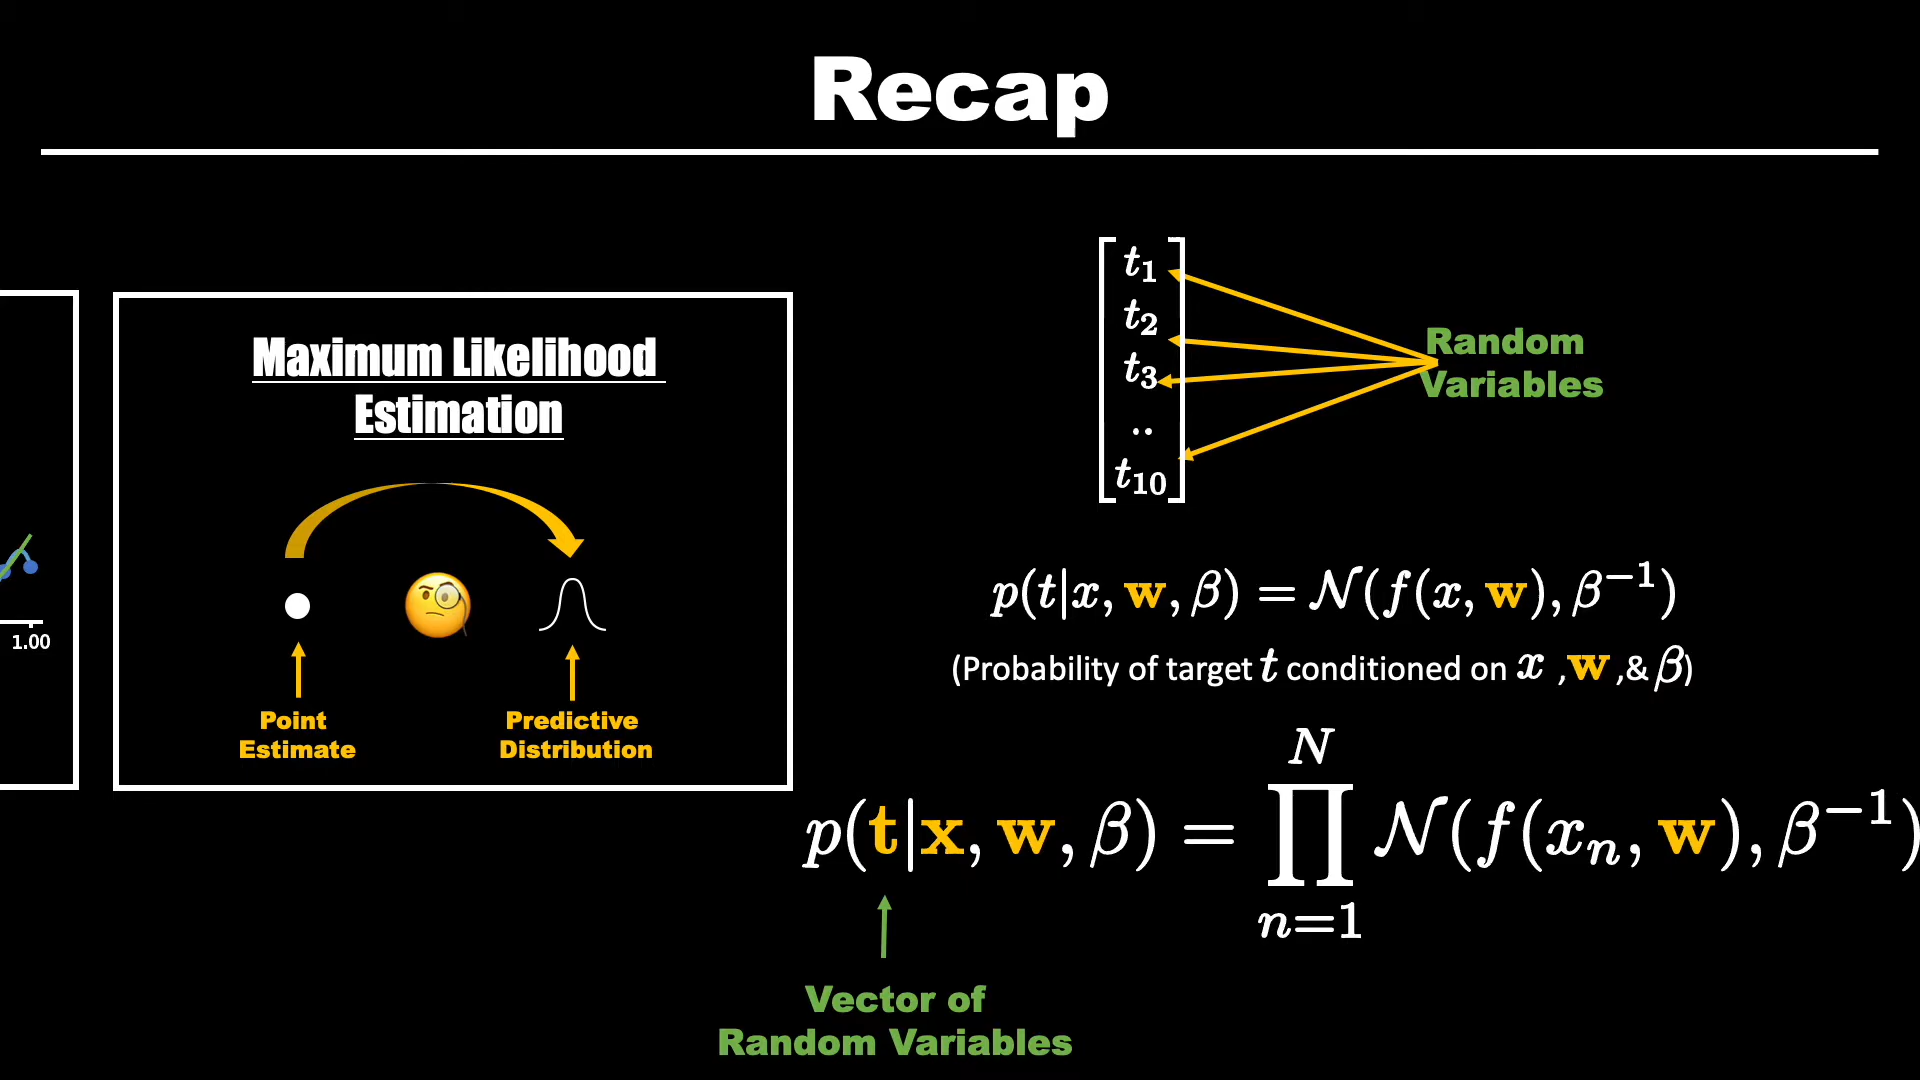 Recap
1.00
Maximum Likelihood
Estimation
Point
Estimate
Predictive
Distribution
t₁
t₂
t₃
..
t₁₀
Random
Variables
p(t|x, w, β) = 𝒩(f(x, w), β⁻¹)
(Probability of target t conditioned on x ,w ,& β)
p(t|x, w, β) = ∏ₙ₌₁ᴺ 𝒩(f(xₙ, w), β⁻¹)
Vector of
Random Variables